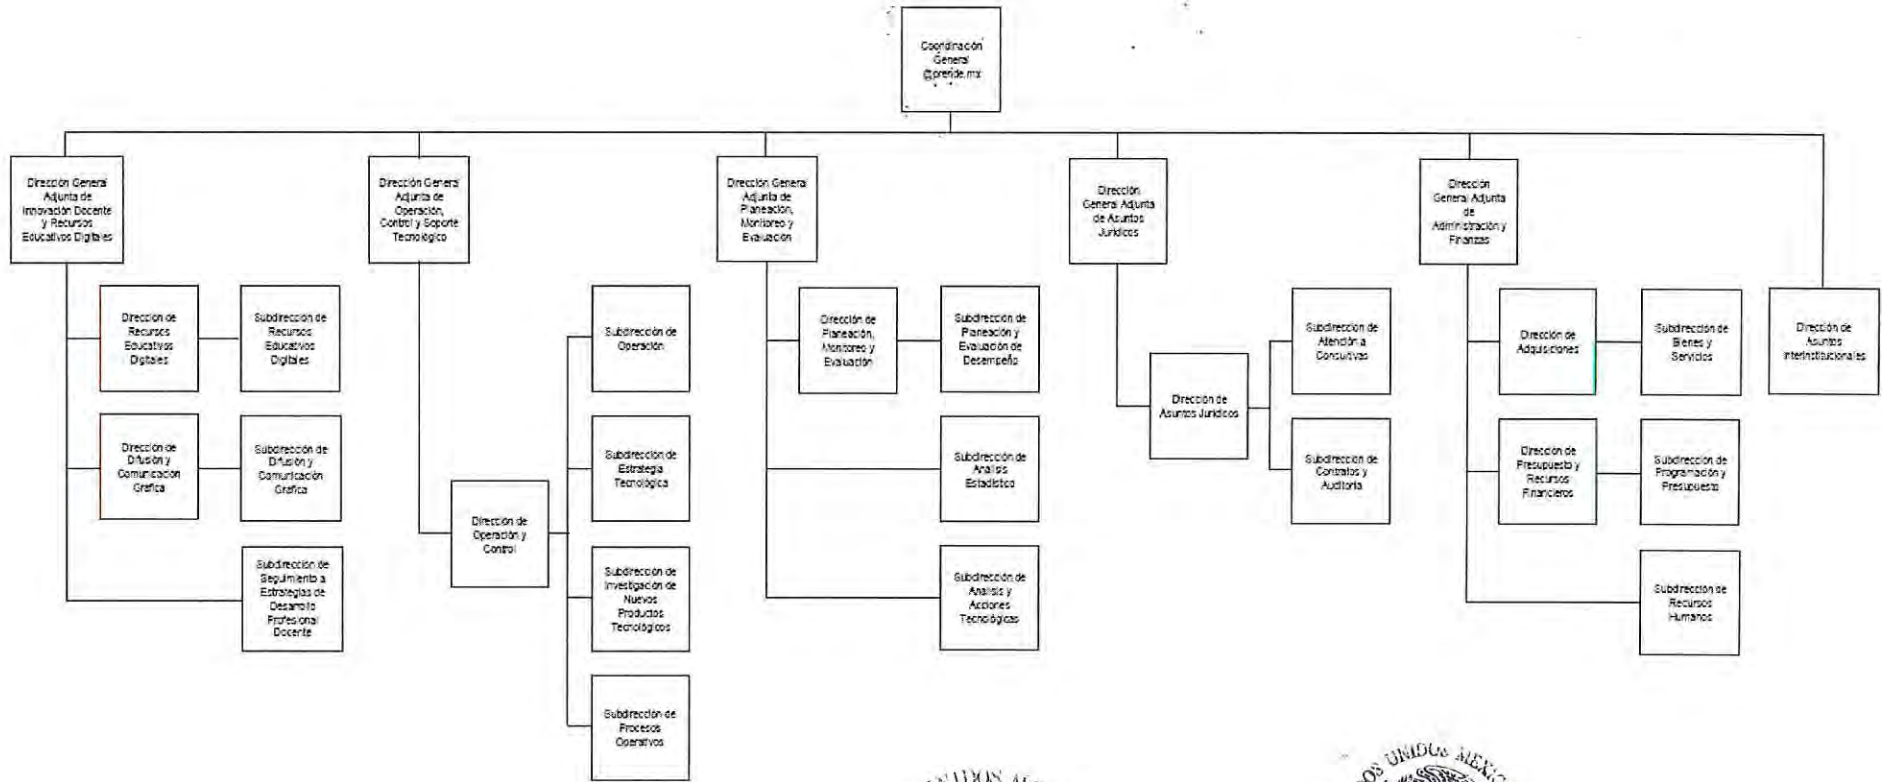 Coordinación
General
@prende.mx
Dirección General
Adjunta de
Innovación Docente
y Recursos
Educativos Digitales
Dirección General
Adjunta de
Operación,
Control y Soporte
Tecnológico
Dirección General
Adjunta de
Planeación,
Monitoreo y
Evaluación
Dirección
General Adjunta
de Asuntos
Jurídicos
Dirección
General Adjunta
de
Administración y
Finanzas
Dirección de
Recursos
Educativos
Digitales
Subdirección de
Recursos
Educativos
Digitales
Subdirección de
Operación
Dirección de
Planeación,
Monitoreo y
Evaluación
Subdirección de
Planeación y
Evaluación de
Desempeño
Subdirección de
Atención a
Consultivas
Dirección de
Adquisiciones
Subdirección de
Bienes y
Servicios
Dirección de
Asuntos
Interinstitucionales
Dirección de
Asuntos Jurídicos
Dirección de
Difusión y
Comunicación
Grafica
Subdirección de
Difusión y
Comunicación
Grafica
Subdirección de
Estrategia
Tecnológica
Subdirección de
Análisis
Estadístico
Subdirección de
Contratos y
Auditoría
Dirección de
Presupuesto y
Recursos
Financieros
Subdirección de
Programación y
Presupuesto
Dirección de
Operación y
Control
Subdirección de
Seguimiento a
Estrategias de
Desarrollo
Profesional
Docente
Subdirección de
Investigación de
Nuevos
Productos
Tecnológicos
Subdirección de
Análisis y
Acciones
Tecnológicas
Subdirección de
Recursos
Humanos
Subdirección de
Procesos
Operativos
UNIDOS